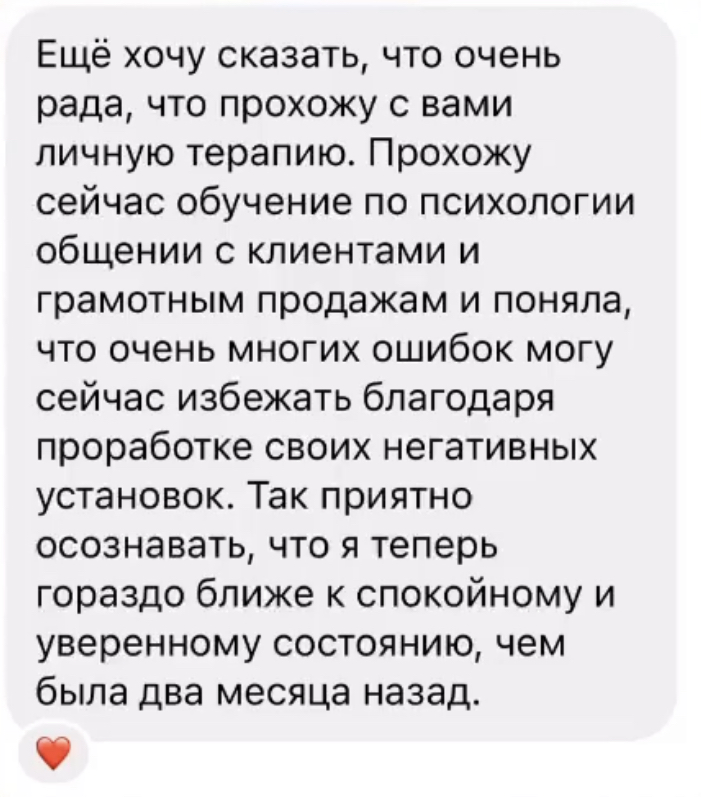 Ещё хочу сказать, что очень
рада, что прохожу с вами
личную терапию. Прохожу
сейчас обучение по психологии
общении с клиентами и
грамотным продажам и поняла,
что очень многих ошибок могу
сейчас избежать благодаря
проработке своих негативных
установок. Так приятно
осознавать, что я теперь
гораздо ближе к спокойному и
уверенному состоянию, чем
была два месяца назад.